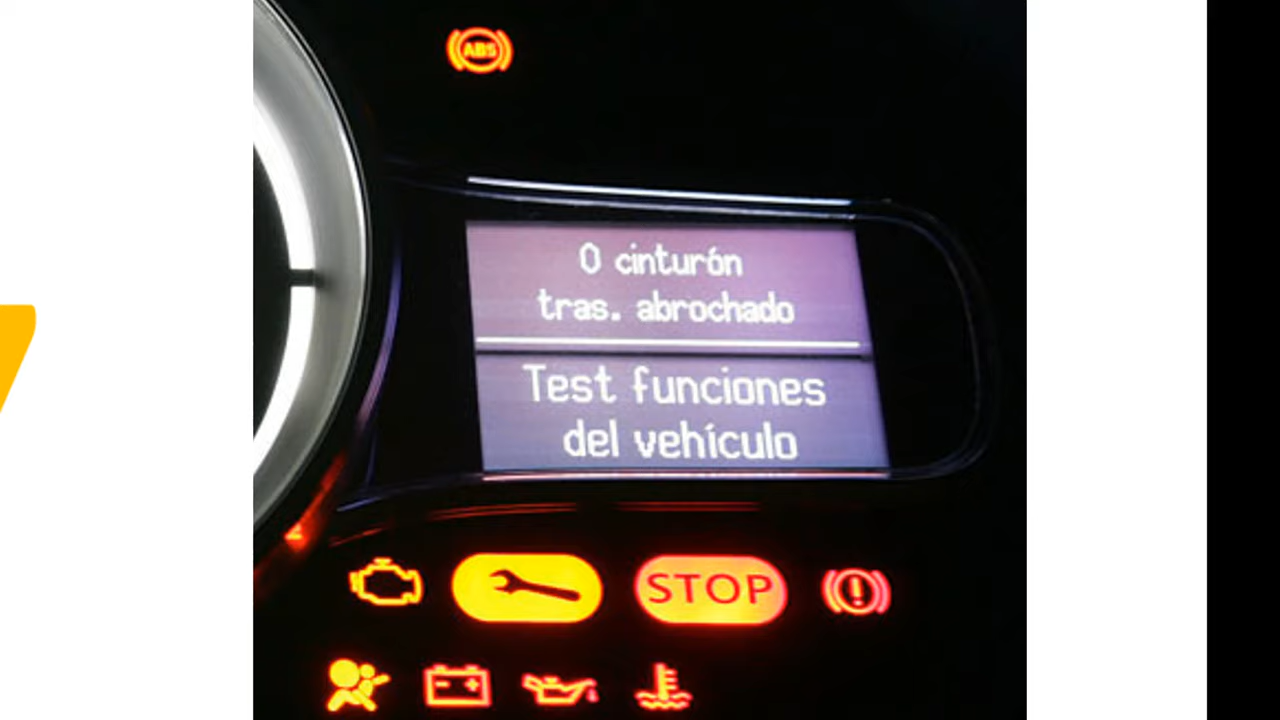 ABS
0 cinturón
tras. abrochado
Test funciones
del vehículo
STOP